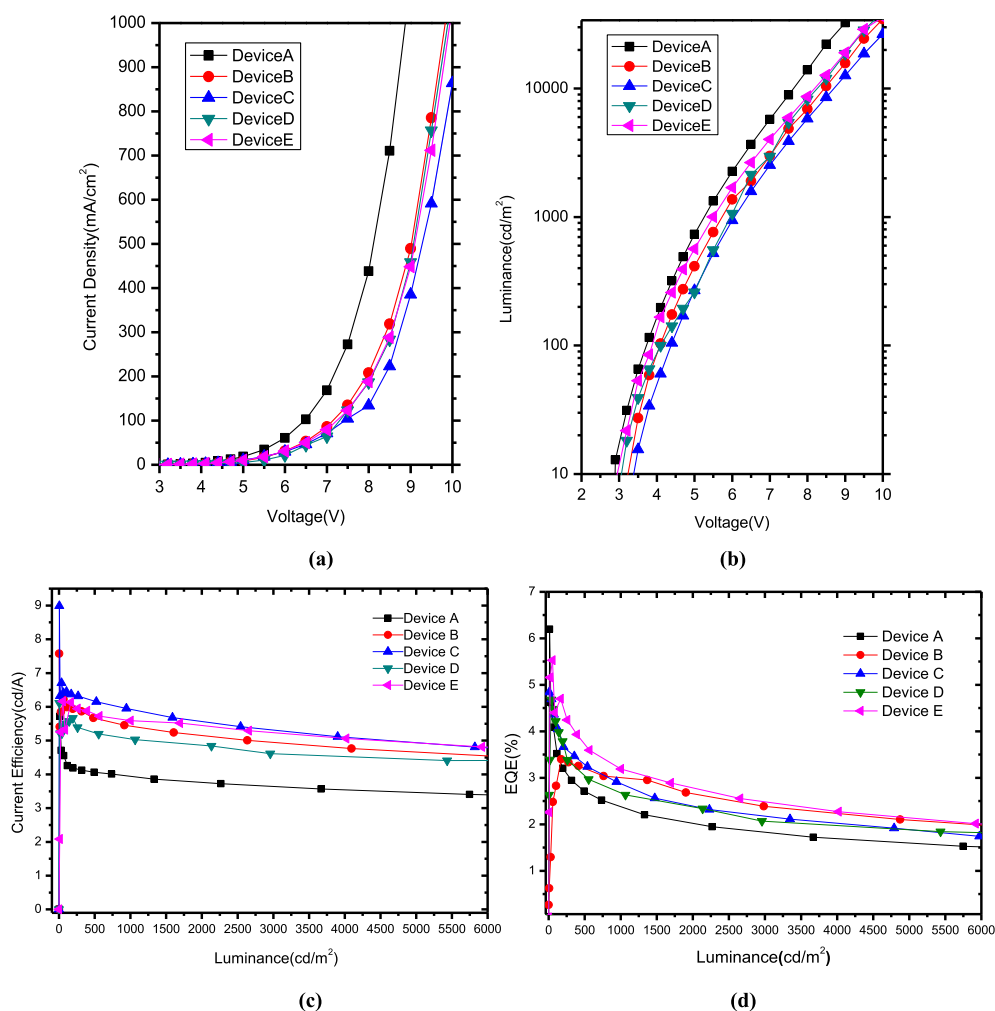 1000
900
800
700
600
500
400
300
200
100
0
3 4 5 6 7 8 9 10
Current Density(mA/cm²)
Voltage(V)
DeviceA
DeviceB
DeviceC
DeviceD
DeviceE
(a)
10000
1000
100
10
2 3 4 5 6 7 8 9 10
Luminance(cd/m²)
Voltage(V)
DeviceA
DeviceB
DeviceC
DeviceD
DeviceE
(b)
9
8
7
6
5
4
3
2
1
0
0 500 1000 1500 2000 2500 3000 3500 4000 4500 5000 5500 6000
Current Efficiency(cd/A)
Luminance(cd/m²)
Device A
Device B
Device C
Device D
Device E
(c)
7
6
5
4
3
2
1
0 500 1000 1500 2000 2500 3000 3500 4000 4500 5000 5500 6000
EQE(%)
Luminance(cd/m²)
Device A
Device B
Device C
Device D
Device E
(d)